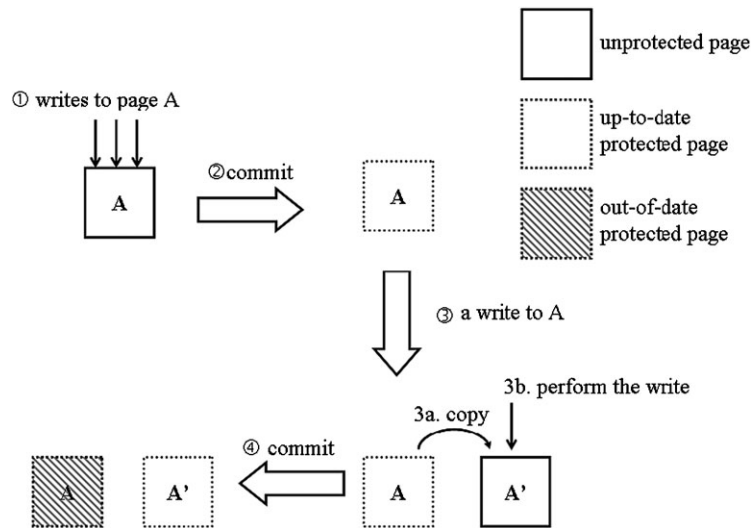 unprotected page
① writes to page A
up-to-date
protected page
②commit
A
A
out-of-date
protected page
③ a write to A
3b. perform the write
3a. copy
④ commit
A
A'
A
A'